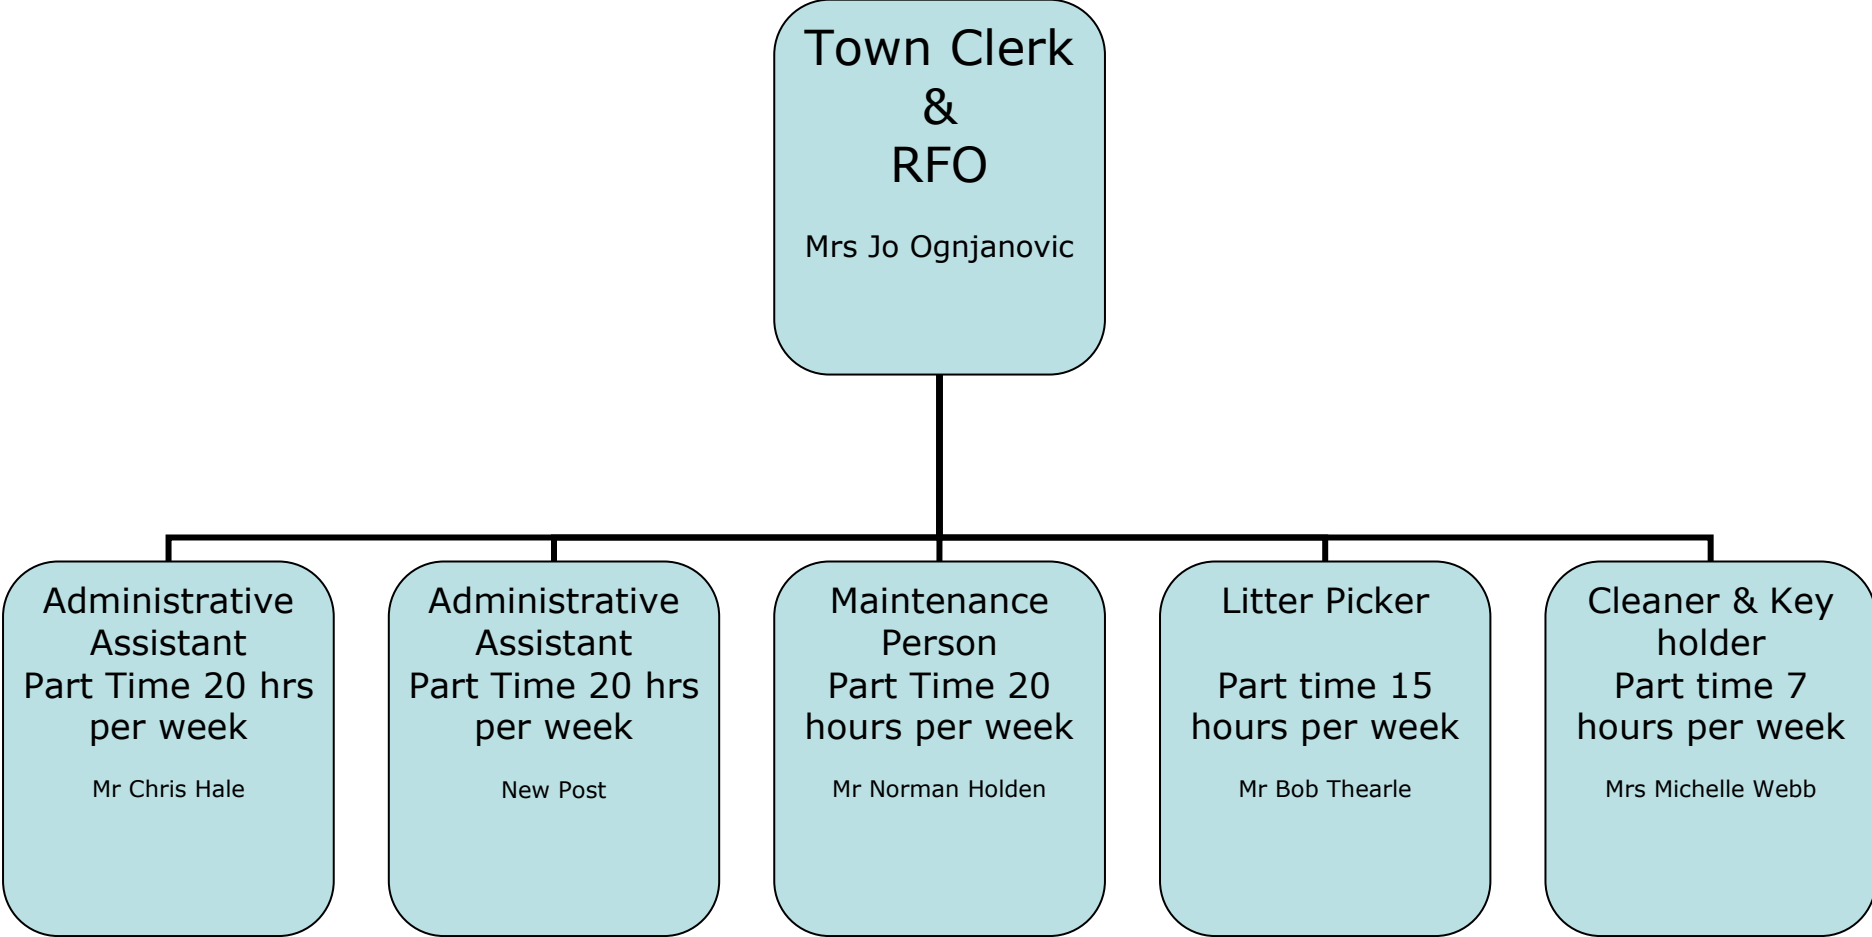 Town Clerk
&
RFO
Mrs Jo Ognjanovic
Administrative
Assistant
Part Time 20 hrs
per week
Mr Chris Hale
Administrative
Assistant
Part Time 20 hrs
per week
New Post
Maintenance
Person
Part Time 20
hours per week
Mr Norman Holden
Litter Picker
Part time 15
hours per week
Mr Bob Thearle
Cleaner & Key
holder
Part time 7
hours per week
Mrs Michelle Webb